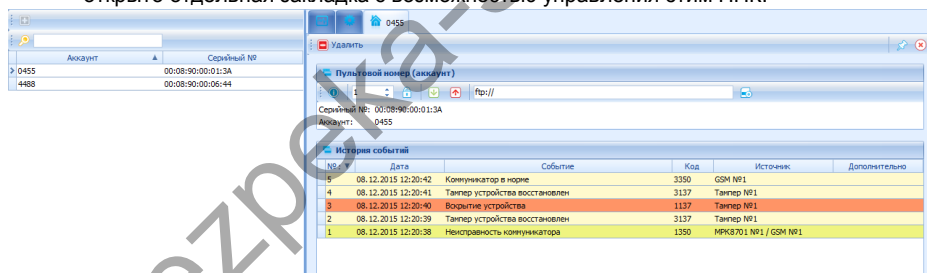 открыто отдельная закладка с возможностью управления этим
0455
Удалить
Аккаунт Серийный №
0455 00:08:90:00:01:3A
4488 00:08:90:00:06:44
Пультовой номер (аккаунт)
1 ftp://
Серийный №: 00:08:90:00:01:3A
Аккаунт: 0455
История событий
№ Дата Событие Код Источник Дополнительно
5 08.12.2015 12:20:42 Коммуникатор в норме 3350 GSM №1
4 08.12.2015 12:20:41 Тампер устройства восстановлен 3137 Тампер №1
3 08.12.2015 12:20:40 Вскрытие устройства 1137 Тампер №1
2 08.12.2015 12:20:39 Тампер устройства восстановлен 3137 Тампер №1
1 08.12.2015 12:20:38 Неисправность коммуникатора 1350 МРК8701 №1 / GSM №1